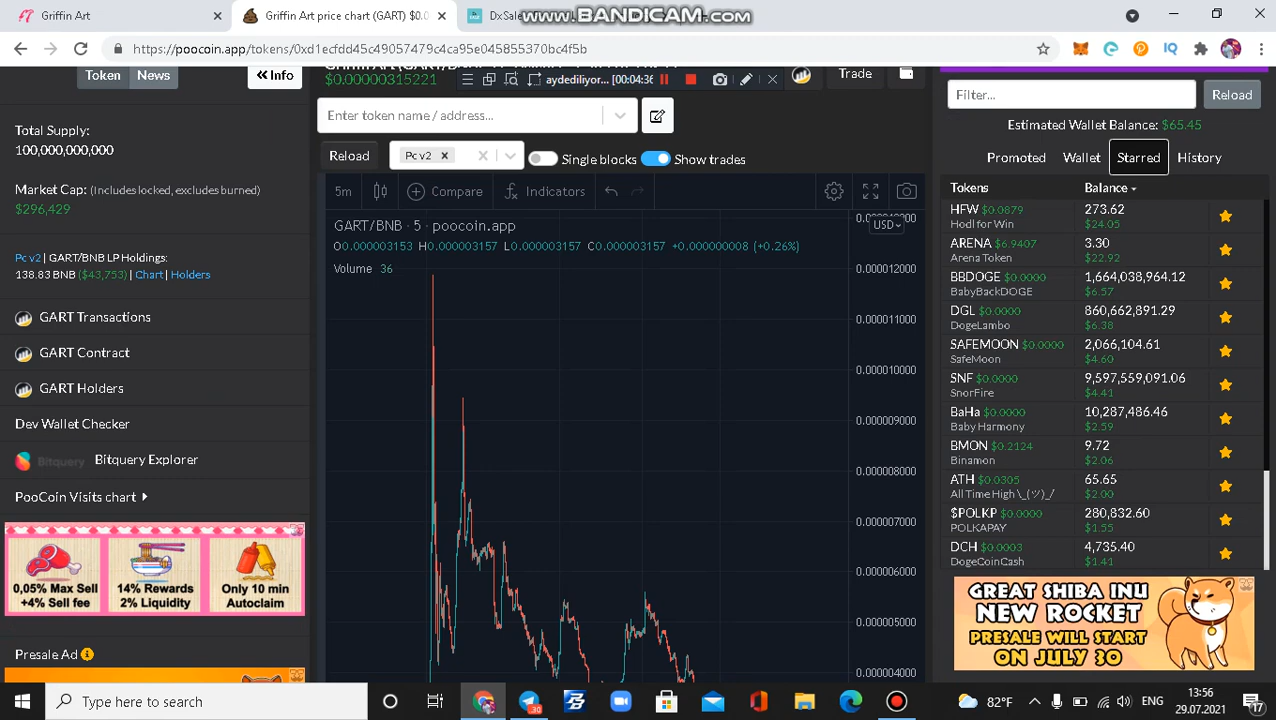 Griffin Art
Griffin Art price chart (GART) $0.0
DxSale
www.BANDICAM.com
https://poocoin.app/tokens/0xd1ecfdd45c49057479c4ca95e045855370bc4f5b
Token
News
Info
Total Supply:
100,000,000,000
Market Cap: (Includes locked, excludes burned)
$296,429
Pc v2 | GART/BNB LP Holdings:
138.83 BNB ($43,753) | Chart | Holders
GART Transactions
GART Contract
GART Holders
Dev Wallet Checker
Bitquery
Bitquery Explorer
PooCoin Visits chart
0,05% Max Sell
+4% Sell fee
14% Rewards
2% Liquidity
Only 10 min
Autoclaim
Presale Ad
$0.00000315221
aydediliyor... [00:04:36
Trade
Enter token name / address...
Reload
Pc v2
Single blocks
Show trades
5m
Compare
Indicators
GART/BNB · 5 · poocoin.app
O0.000003153 H0.000003157 L0.000003157 C0.000003157 +0.000000008 (+0.26%)
Volume 36
USD
0.000012000
0.000011000
0.000010000
0.000009000
0.000008000
0.000007000
0.000006000
0.000005000
0.000004000
Filter...
Reload
Estimated Wallet Balance: $65.45
Promoted
Wallet
Starred
History
Tokens
Balance
HFW $0.0879
Hodl for Win
273.62
$24.05
ARENA $6.9407
Arena Token
3.30
$22.92
BBDOGE $0.0000
BabyBackDOGE
1,664,038,964.12
$6.57
DGL $0.0000
DogeLambo
860,662,891.29
$6.38
SAFEMOON $0.0000
SafeMoon
2,066,104.61
$4.60
SNF $0.0000
SnorFire
9,597,559,091.06
$4.41
BaHa $0.0000
Baby Harmony
10,287,486.46
$2.59
BMON $0.2124
Binamon
9.72
$2.06
ATH $0.0305
All Time High \_(ツ)_/
65.65
$2.00
$POLKP $0.0000
POLKAPAY
280,832.60
$1.55
DCH $0.0003
DogeCoinCash
4,735.40
$1.41
GREAT SHIBA INU
NEW ROCKET
PRESALE WILL START
ON JULY 30
Type here to search
30
82°F
ENG
13:56
29.07.2021
17